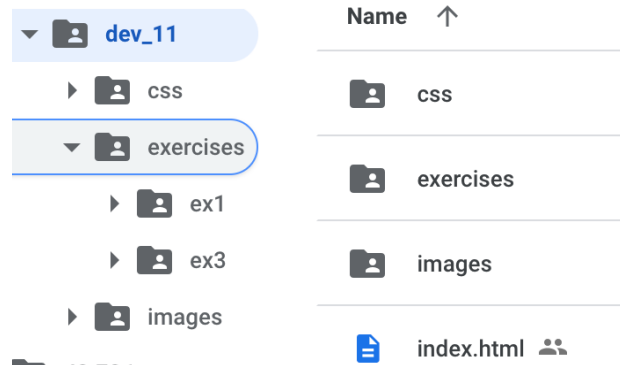 dev_11
css
exercises
ex1
ex3
images
Name
css
exercises
images
index.html